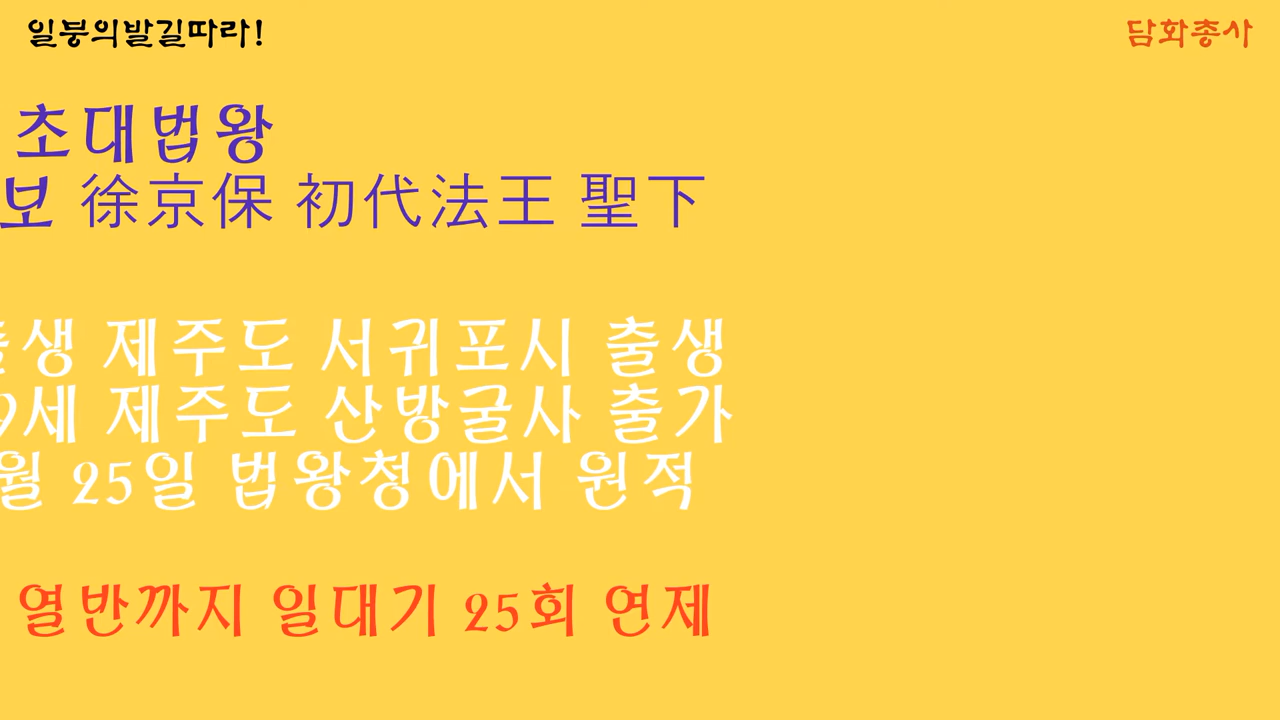 일붕의발길따라!
담화총사
초대법왕
보 徐京保 初代法王 聖下
출생 제주도 서귀포시 출생
9세 제주도 산방굴사 출가
월 25일 법왕청에서 원적
열반까지 일대기 25회 연제